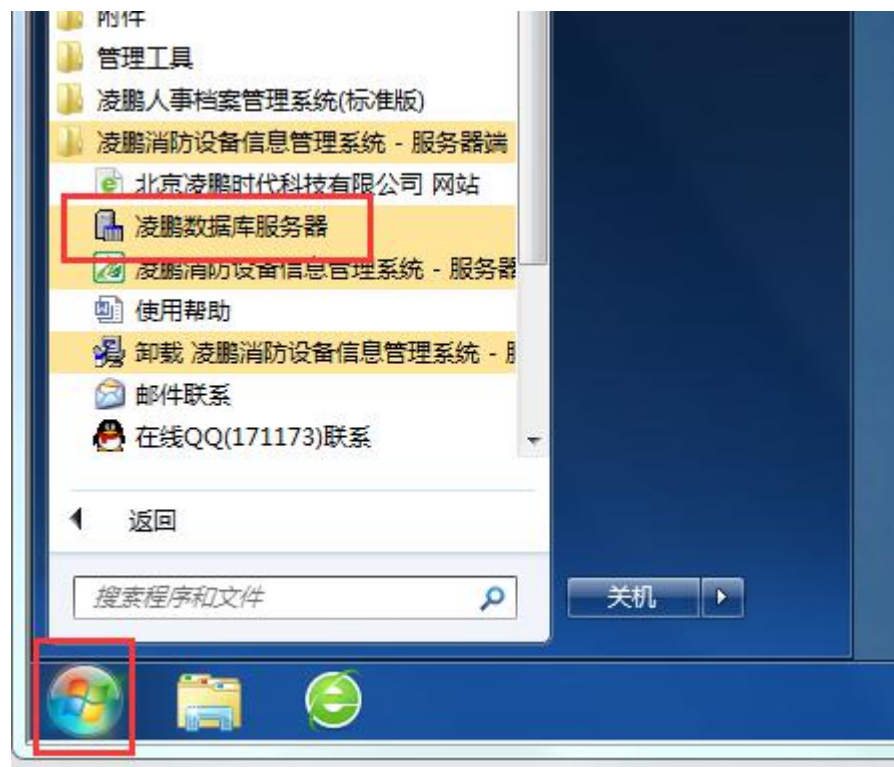 附件
管理工具
凌鹏人事档案管理系统(标准版)
凌鹏消防设备信息管理系统 - 服务器端
北京凌鹏时代科技有限公司 网站
凌鹏数据库服务器
凌鹏消防设备信息管理系统 - 服务器
使用帮助
卸载 凌鹏消防设备信息管理系统 -
邮件联系
在线QQ(171173)联系
返回
搜索程序和文件
关机